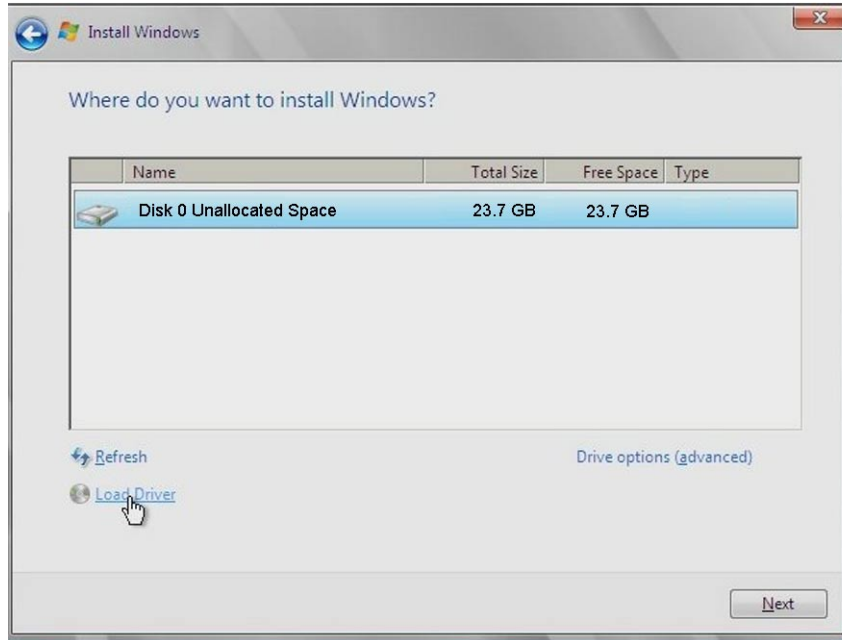 Install Windows
Where do you want to install Windows?
Name Total Size Free Space Type
Disk 0 Unallocated Space 23.7 GB 23.7 GB
Refresh Drive options (advanced)
Load Driver
Next